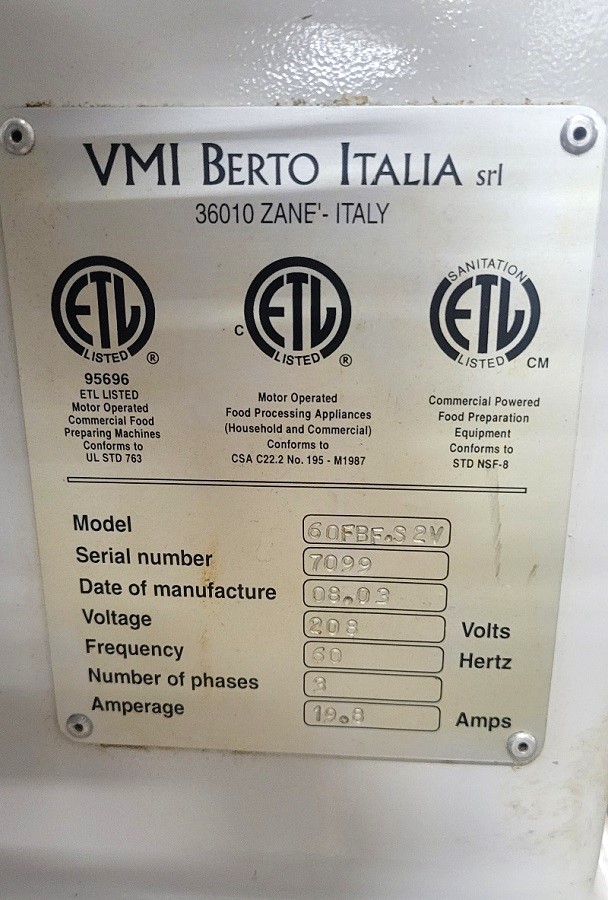 VMI BERTO ITALIA srl
36010 ZANE'- ITALY
ETL
LISTED ®
95696
ETL LISTED
Motor Operated
Commercial Food
Preparing Machines
Conforms to
UL STD 763
C ETL
LISTED ®
Motor Operated
Food Processing Appliances
(Household and Commercial)
Conforms to
CSA C22.2 No. 195 - M1987
SANITATION
ETL
LISTED CM
Commercial Powered
Food Preparation
Equipment
Conforms to
STD NSF-8
Model 60FBF.S2V
Serial number 7099
Date of manufacture 08.03
Voltage 208 Volts
Frequency 60 Hertz
Number of phases 3
Amperage 19.8 Amps